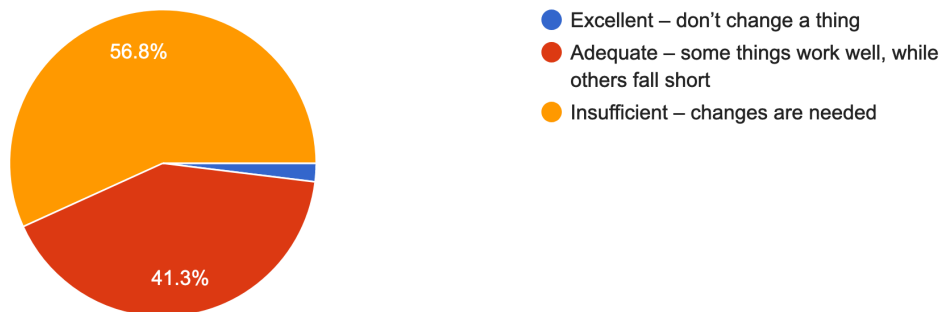 56.8%
41.3%
Excellent – don’t change a thing
Adequate – some things work well, while
others fall short
Insufficient – changes are needed